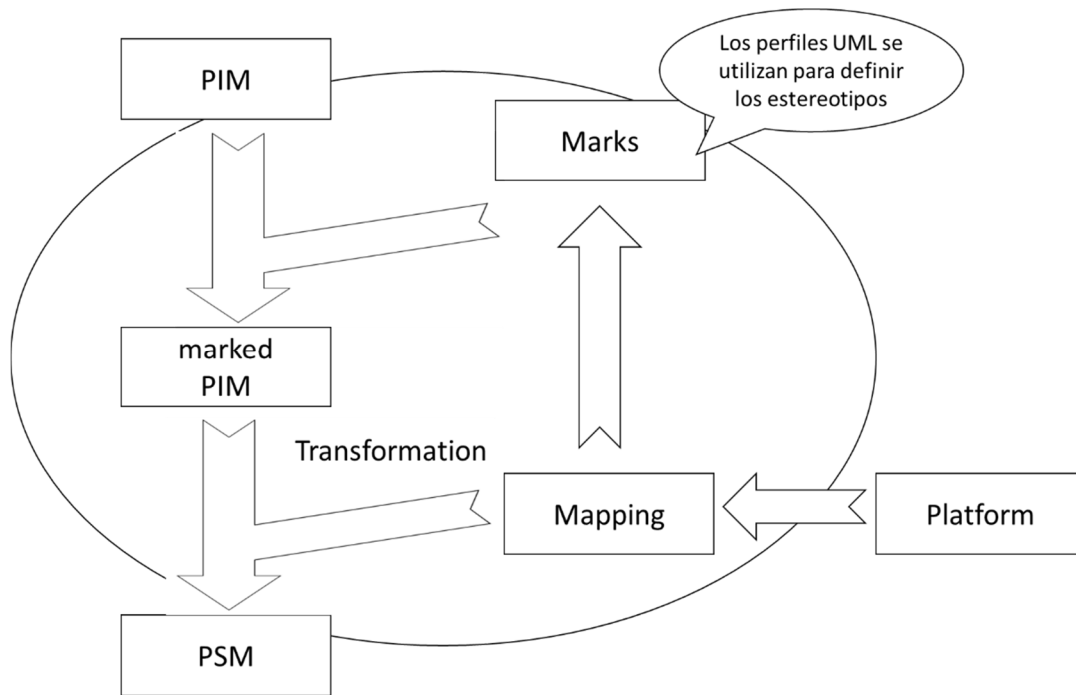 PIM
Los perfiles UML se
utilizan para definir
los estereotipos
Marks
marked
PIM
Transformation
Mapping
Platform
PSM